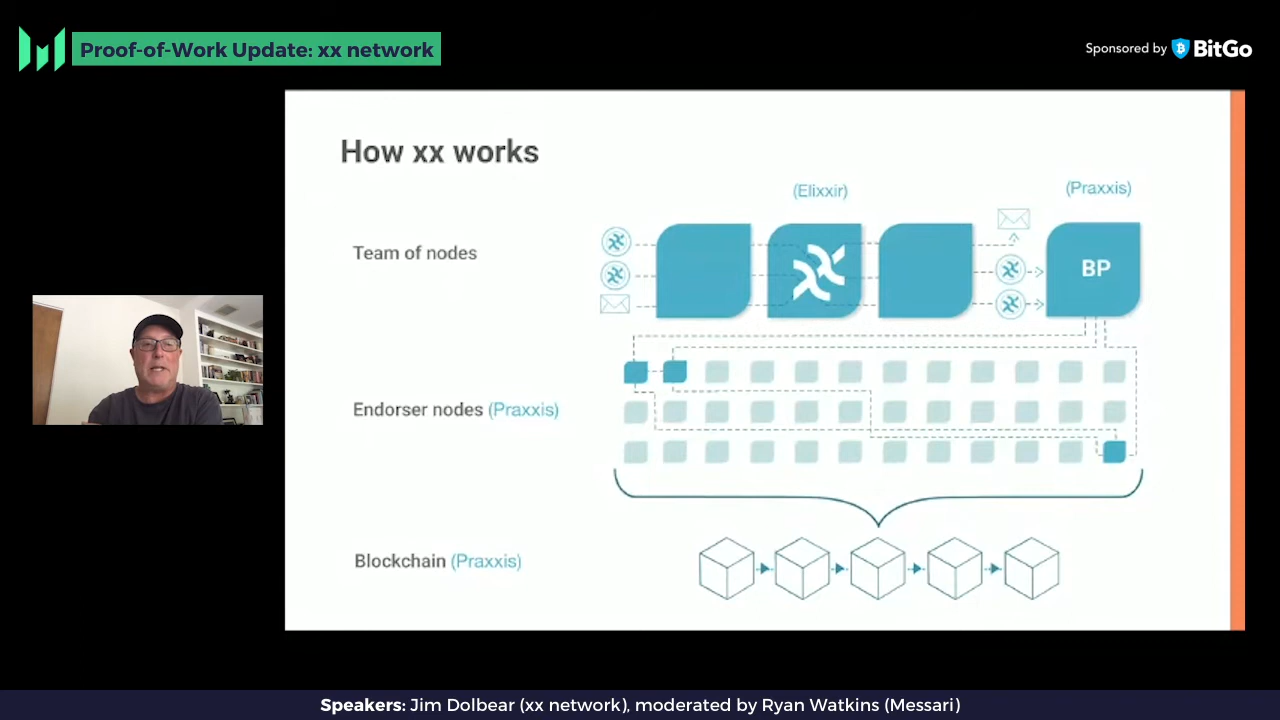 Proof-of-Work Update: xx network
Sponsored by BitGo
How xx works
(Elixxir)
(Praxxis)
Team of nodes
BP
Endorser nodes (Praxxis)
Blockchain (Praxxis)
Speakers: Jim Dolbear (xx network), moderated by Ryan Watkins (Messari)